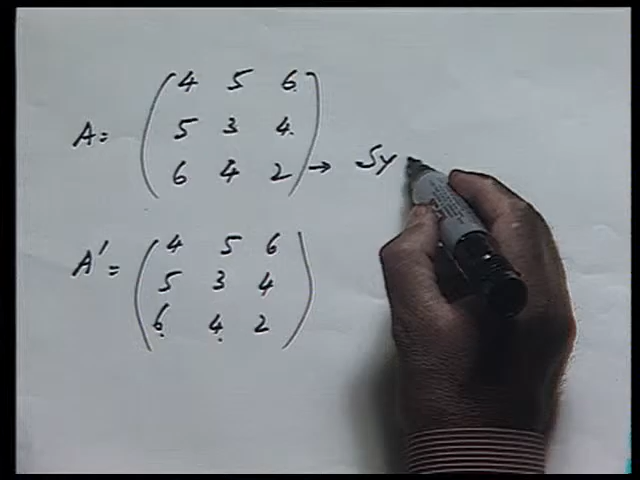 4 5 6
A = 5 3 4
6 4 2 → Sy
4 5 6
A' = 5 3 4
6 4 2